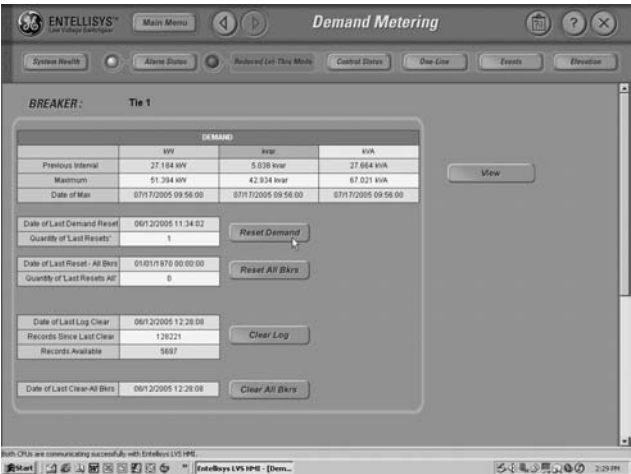 ENTELLISYS™ Main Menu Demand Metering
Low Voltage Switchgear
System Health Alarm Status Reduced Let-Thru Mode Control Status One-Line Events Elevation
BREAKER: Tie 1
DEMAND
kW kvar kVA
Previous Interval 27.184 kW 5.038 kvar 27.664 kVA
Maximum 51.394 kW 42.934 kvar 67.021 kVA
Date of Max 07/17/2005 09:56:00 07/17/2005 09:56:00 07/17/2005 09:56:00
View
Date of Last Demand Reset 06/12/2005 11:34:02
Quantity of 'Last Resets' 1
Reset Demand
Date of Last Reset - All Bkrs 01/01/1970 00:00:00
Quantity of 'Last Resets All' 0
Reset All Bkrs
Date of Last Log Clear 06/12/2005 12:28:08
Records Since Last Clear 128221
Records Available 5697
Clear Log
Date of Last Clear-All Bkrs 06/12/2005 12:28:08
Clear All Bkrs
Both CPUs are communicating successfully with Entellisys LVS HMI.
Start Entellisys LVS HMI - [Dem... 2:29 PM